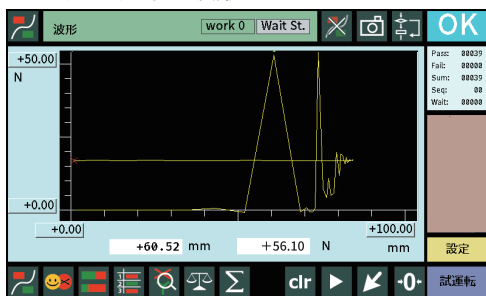 波形 work 0 Wait St. OK
Pass: 00039
Fail: 00000
Sum: 00039
Seq: 00
Wait: 00000
+50.00
N
+0.00
+0.00 +100.00
+60.52 mm +56.10 N mm
設定
clr +0- 試運転